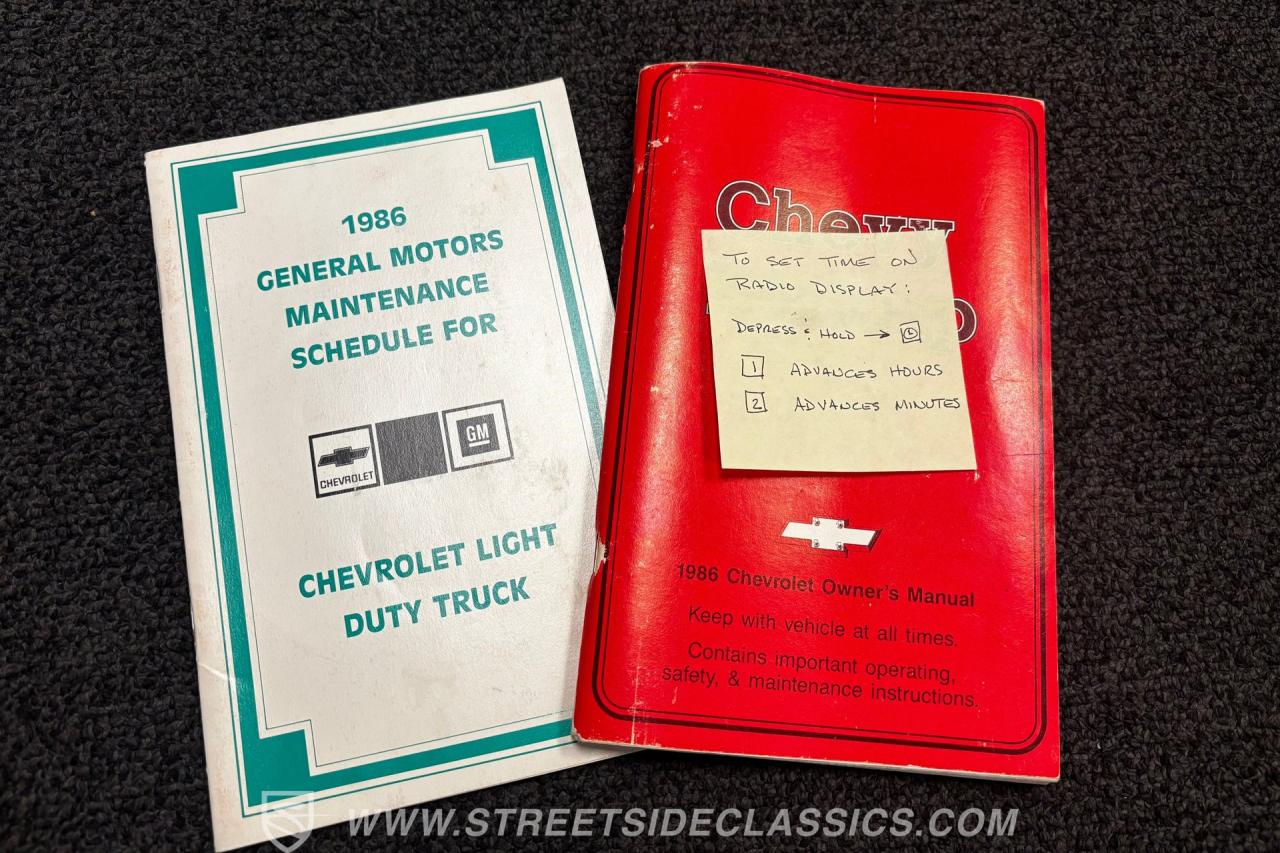 1986
GENERAL MOTORS
MAINTENANCE
SCHEDULE FOR
CHEVROLET
GM
CHEVROLET LIGHT
DUTY TRUCK
Chevy
TO SET TIME ON
RADIO DISPLAY:
DEPRESS & HOLD →
1 ADVANCES HOURS
2 ADVANCES MINUTES
1986 Chevrolet Owner's Manual
Keep with vehicle at all times.
Contains important operating,
safety, & maintenance instructions.
WWW.STREETSIDECLASSICS.COM